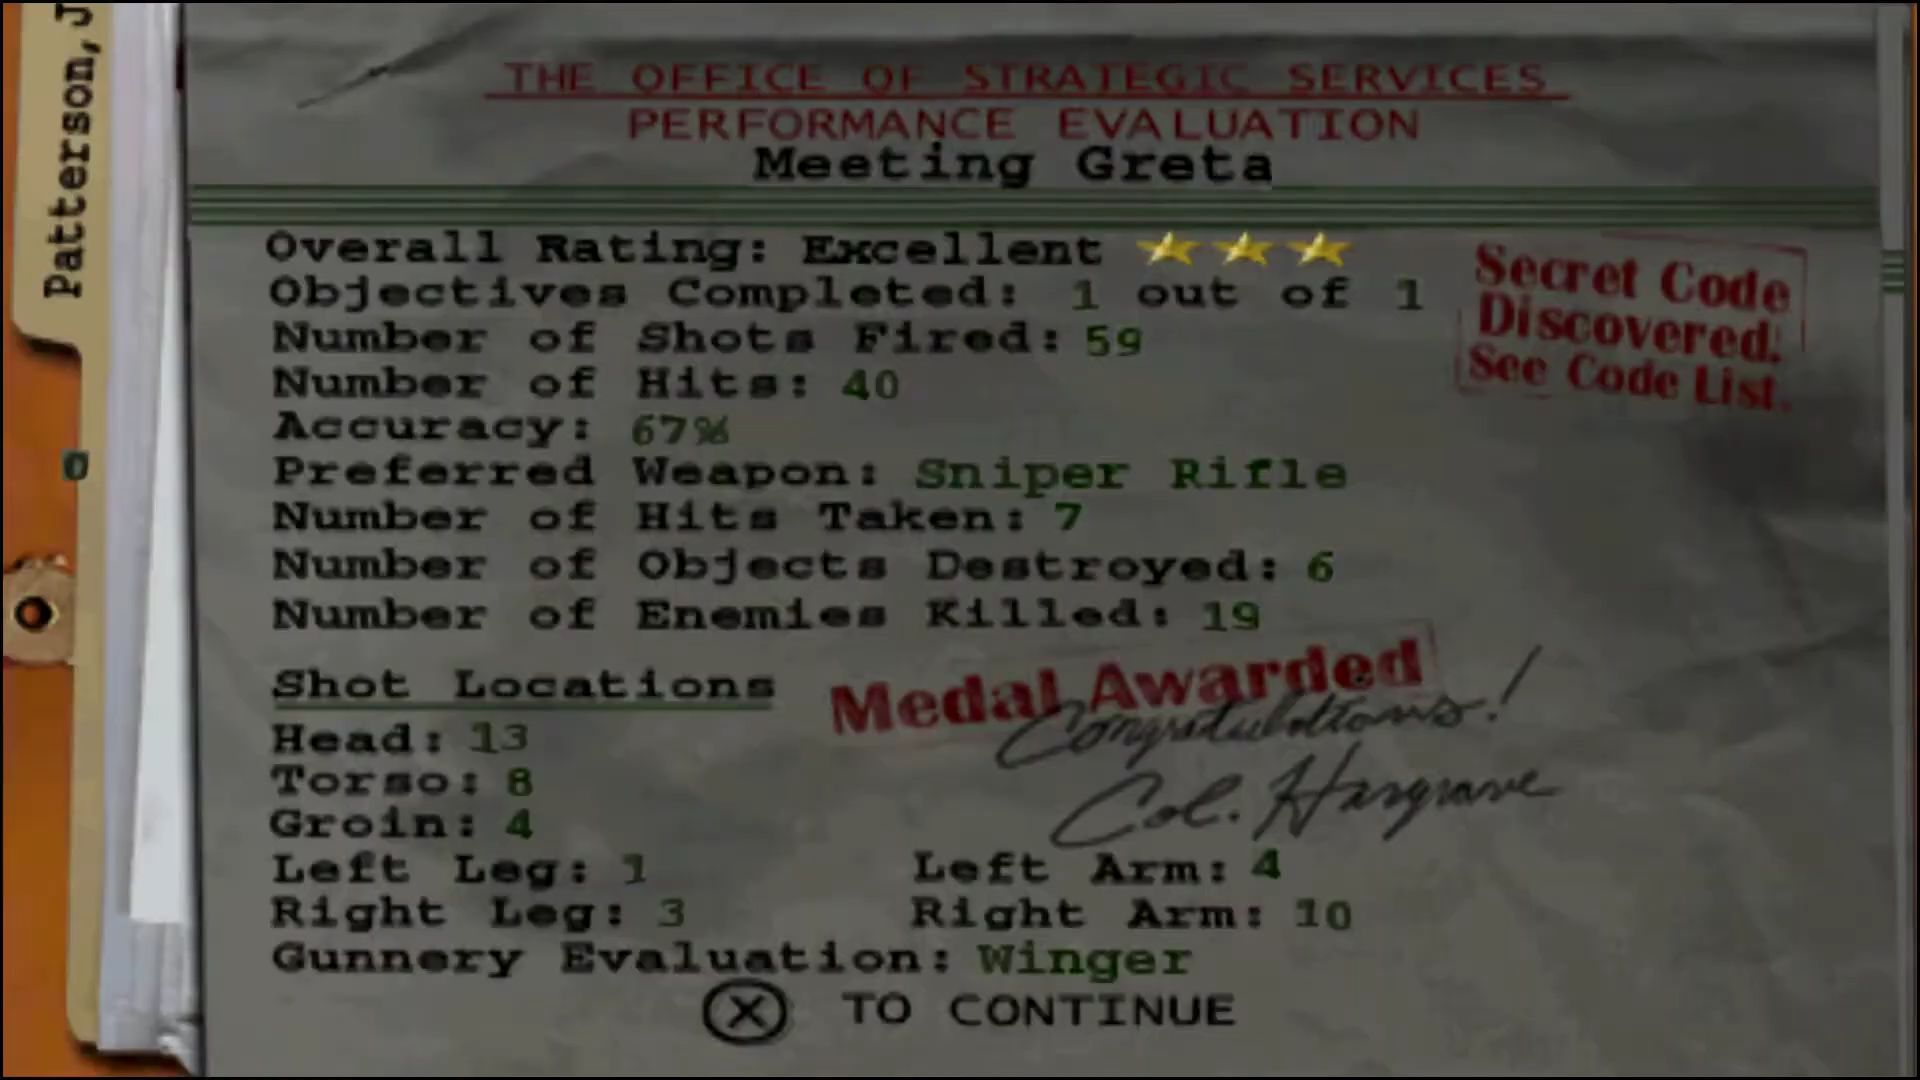 Patterson, J
THE OFFICE OF STRATEGIC SERVICES
PERFORMANCE EVALUATION
Meeting Greta
Overall Rating: Excellent
Objectives Completed: 1 out of 1
Secret Code
Discovered!
See Code List.
Number of Shots Fired: 59
Number of Hits: 40
Accuracy: 67%
Preferred Weapon: Sniper Rifle
Number of Hits Taken: 7
Number of Objects Destroyed: 6
Number of Enemies Killed: 19
Shot Locations
Medal Awarded
Congratulations!
Col. Hargrove
Head: 13
Torso: 8
Groin: 4
Left Leg: 1 Left Arm: 4
Right Leg: 3 Right Arm: 10
Gunnery Evaluation: Winger
X TO CONTINUE